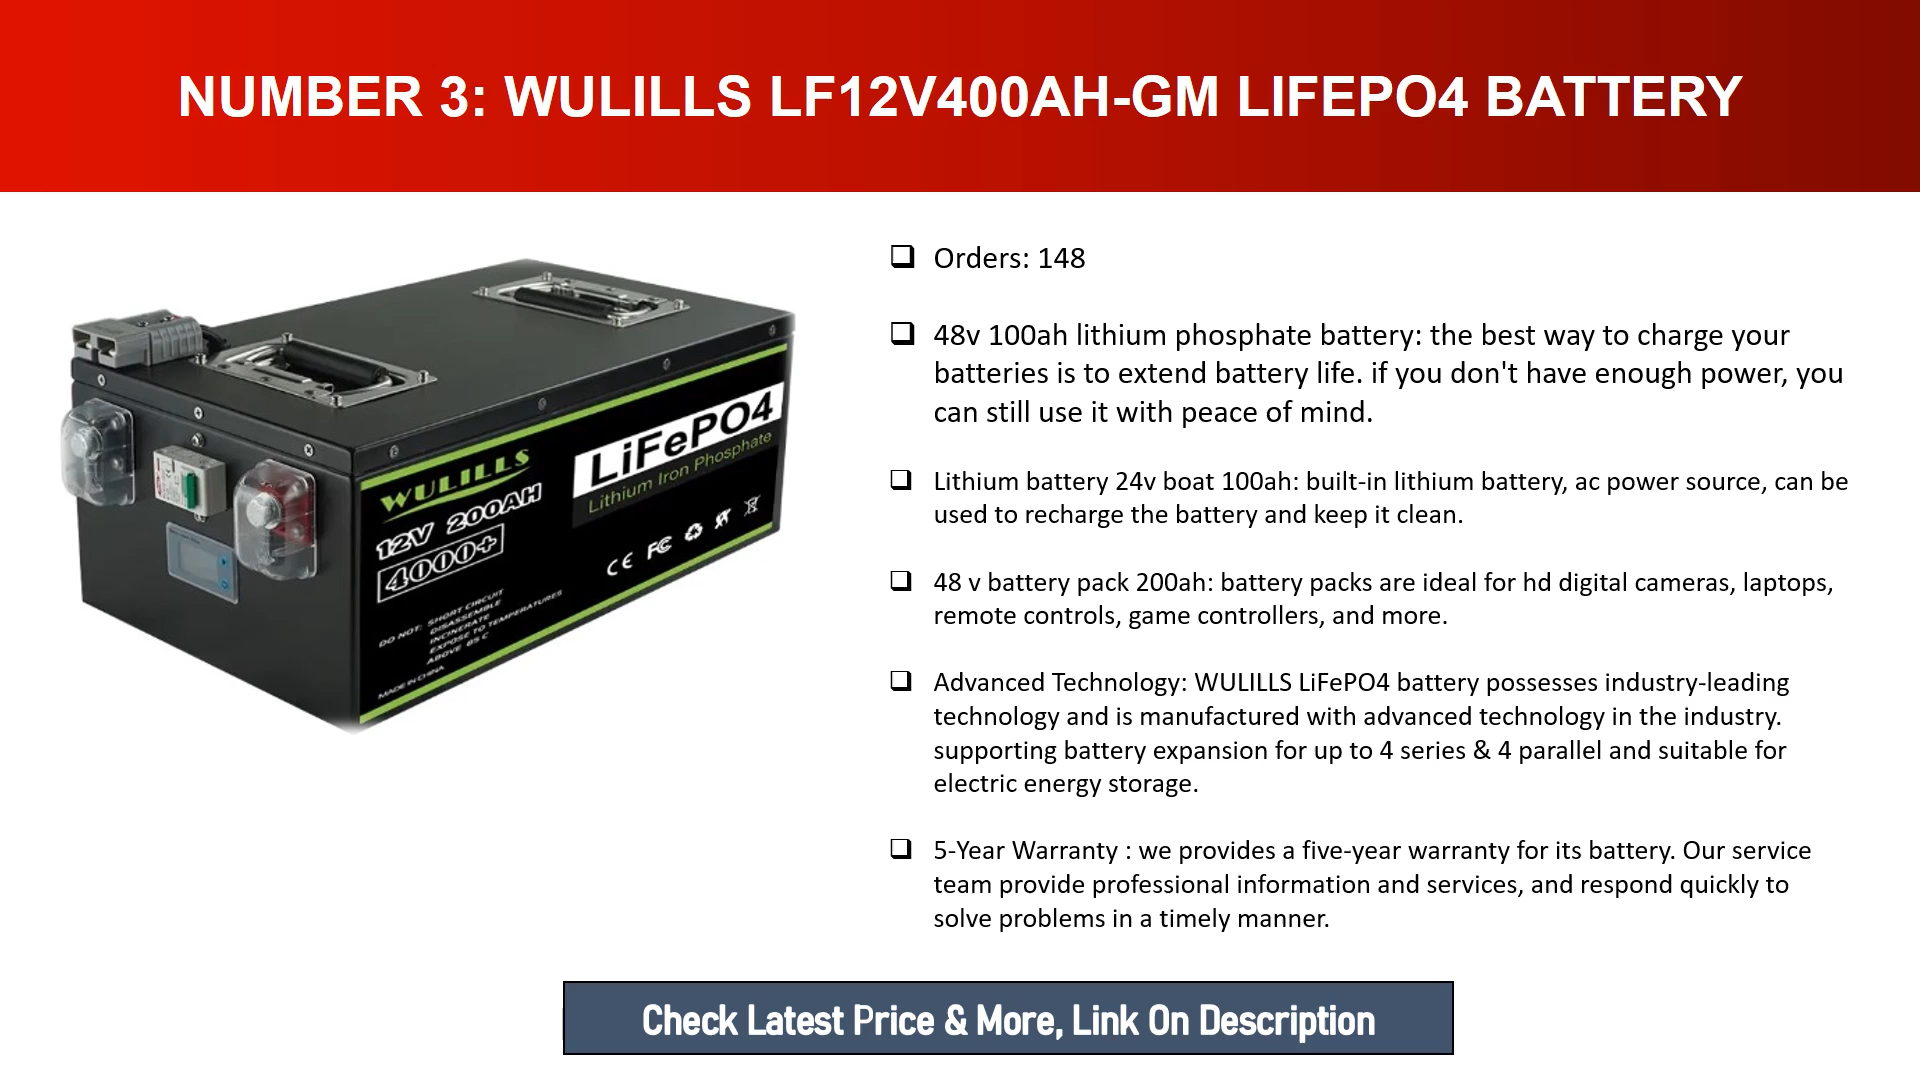 NUMBER 3: WULILLS LF12V400AH-GM LIFEPO4 BATTERY
WULILLS
12V 200AH
4000+
LiFePO4
Lithium Iron Phosphate
CE FC
DO NOT: SHORT CIRCUIT
DISASSEMBLE
INCINERATE
EXPOSE TO TEMPERATURES
ABOVE 85 C
MADE IN CHINA
Orders: 148
48v 100ah lithium phosphate battery: the best way to charge your
batteries is to extend battery life. if you don't have enough power, you
can still use it with peace of mind.
Lithium battery 24v boat 100ah: built-in lithium battery, ac power source, can be
used to recharge the battery and keep it clean.
48 v battery pack 200ah: battery packs are ideal for hd digital cameras, laptops,
remote controls, game controllers, and more.
Advanced Technology: WULILLS LiFePO4 battery possesses industry-leading
technology and is manufactured with advanced technology in the industry.
supporting battery expansion for up to 4 series & 4 parallel and suitable for
electric energy storage.
5-Year Warranty : we provides a five-year warranty for its battery. Our service
team provide professional information and services, and respond quickly to
solve problems in a timely manner.
Check Latest Price & More, Link On Description